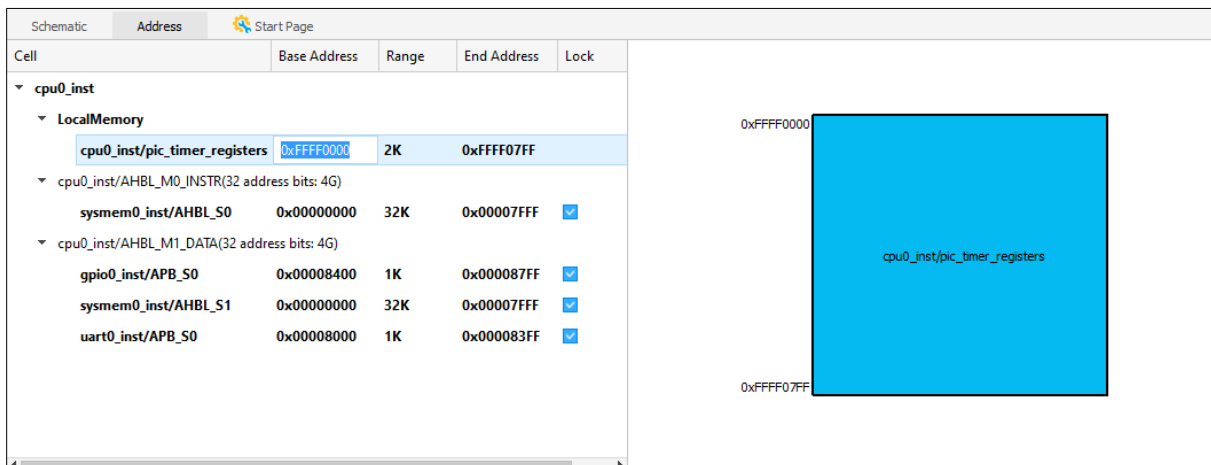 Schematic Address Start Page
Cell Base Address Range End Address Lock
cpu0_inst
LocalMemory
cpu0_inst/pic_timer_registers 0xFFFF0000 2K 0xFFFF07FF
cpu0_inst/AHBL_M0_INSTR(32 address bits: 4G)
sysmem0_inst/AHBL_S0 0x00000000 32K 0x00007FFF
cpu0_inst/AHBL_M1_DATA(32 address bits: 4G)
gpio0_inst/APB_S0 0x00008400 1K 0x000087FF
sysmem0_inst/AHBL_S1 0x00000000 32K 0x00007FFF
uart0_inst/APB_S0 0x00008000 1K 0x000083FF
0xFFFF0000
cpu0_inst/pic_timer_registers
0xFFFF07FF